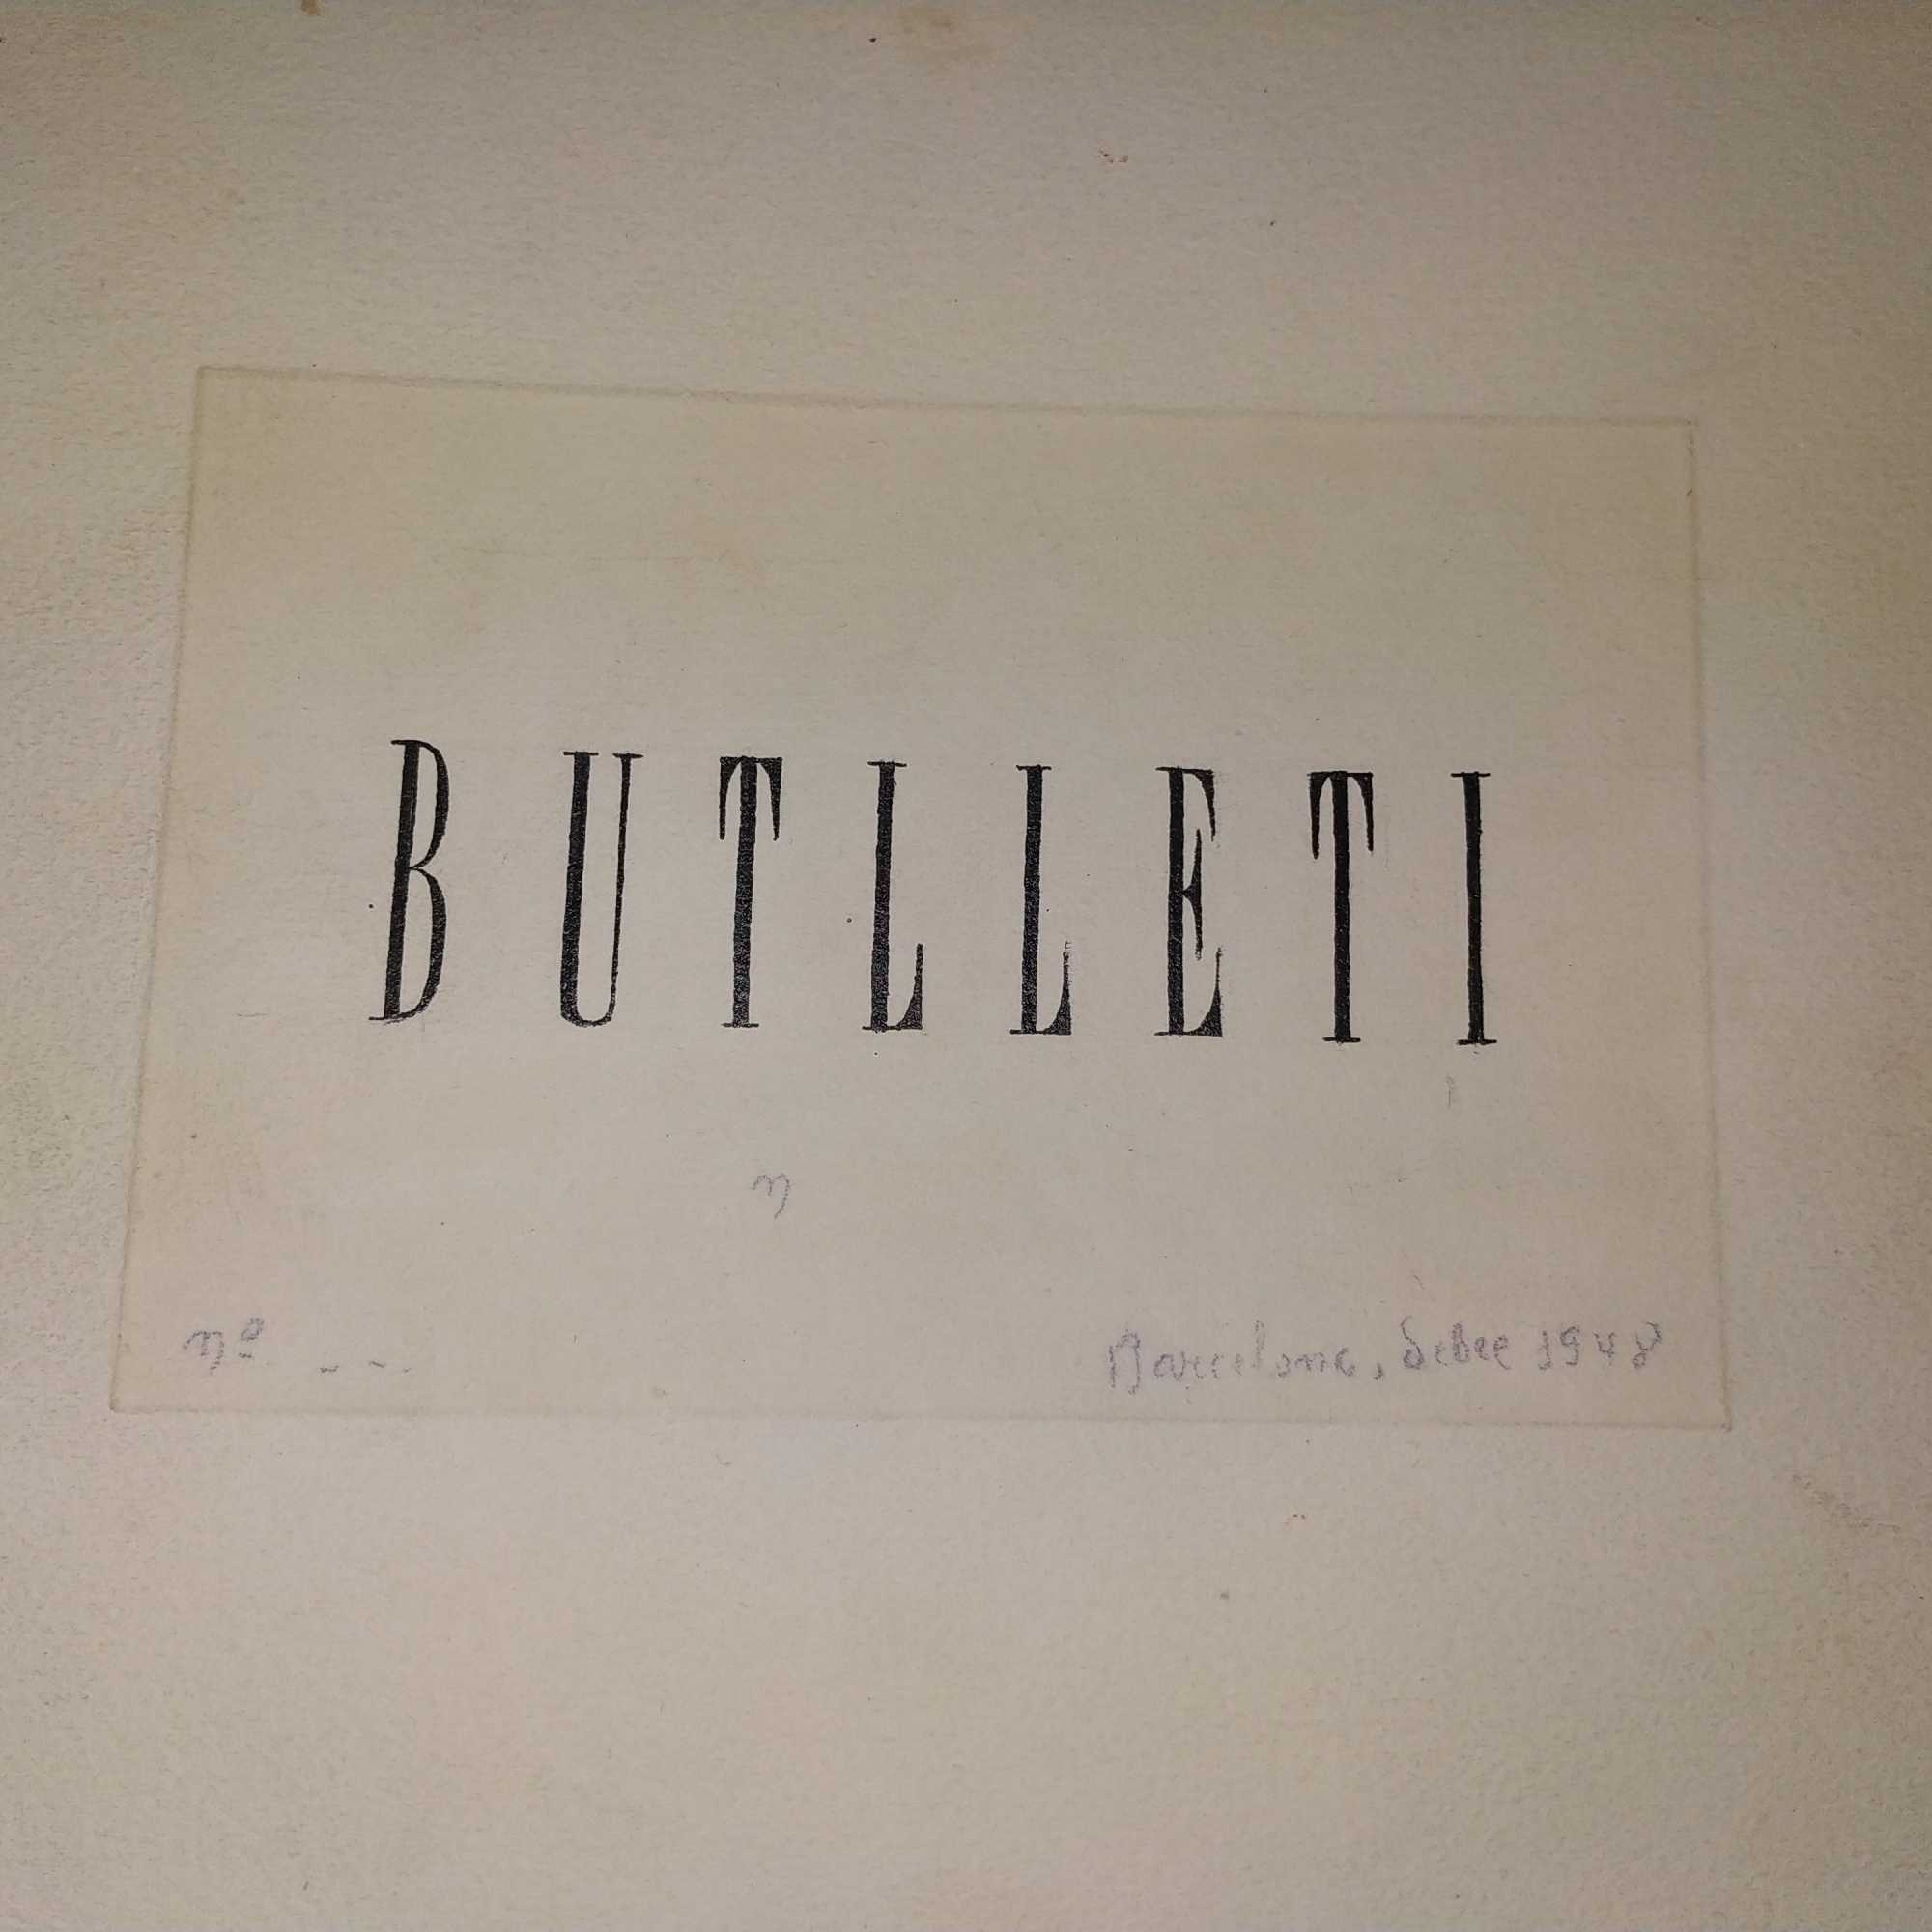 BUTLLETI
n
nº - - -
Barcelona, debre 1948